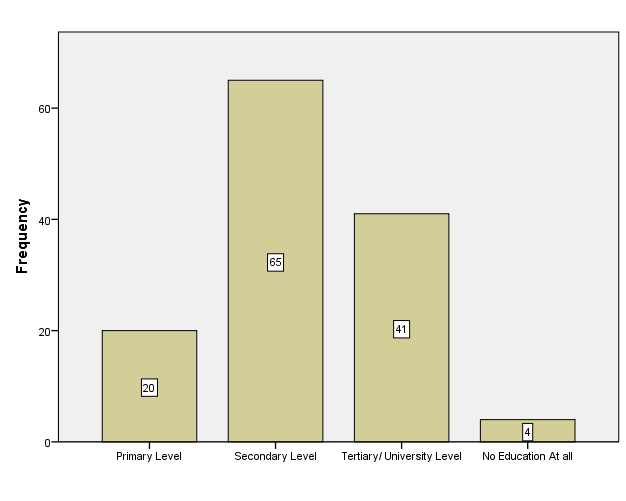 Frequency
60
40
20
0
20
65
41
4
Primary Level
Secondary Level
Tertiary/ University Level
No Education At all